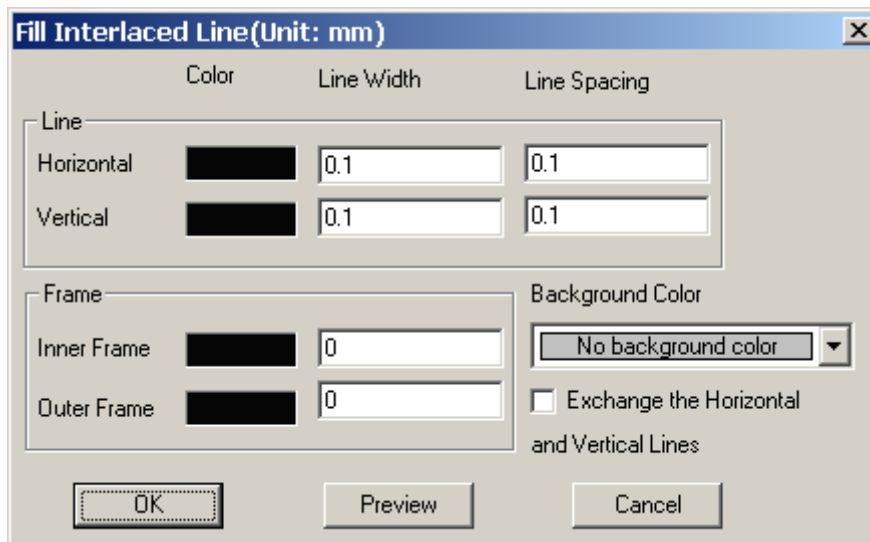 Fill Interlaced Line(Unit: mm)
Color Line Width Line Spacing
Line
Horizontal 0.1 0.1
Vertical 0.1 0.1
Frame Background Color
Inner Frame 0 No background color
Outer Frame 0 Exchange the Horizontal
and Vertical Lines
OK Preview Cancel